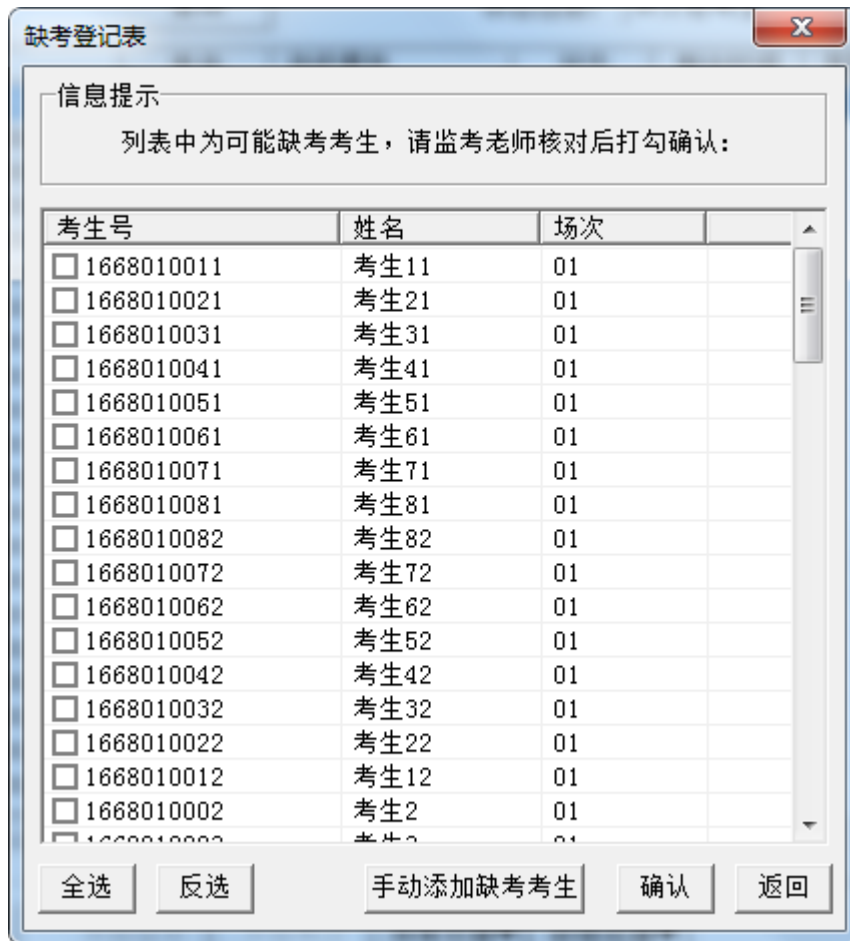 缺考登记表
信息提示
列表中为可能缺考考生，请监考老师核对后打勾确认：
考生号 姓名 场次
1668010011 考生11 01
1668010021 考生21 01
1668010031 考生31 01
1668010041 考生41 01
1668010051 考生51 01
1668010061 考生61 01
1668010071 考生71 01
1668010081 考生81 01
1668010082 考生82 01
1668010072 考生72 01
1668010062 考生62 01
1668010052 考生52 01
1668010042 考生42 01
1668010032 考生32 01
1668010022 考生22 01
1668010012 考生12 01
1668010002 考生2 01
全选 反选 手动添加缺考考生 确认 返回